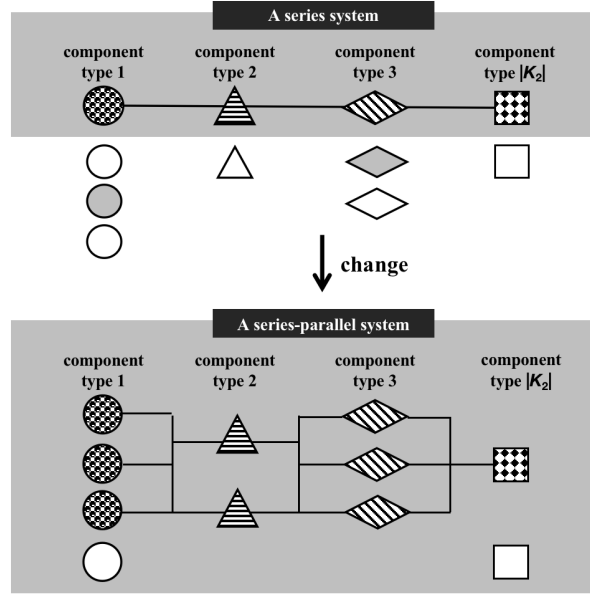 A series system
component component component component
type 1 type 2 type 3 type |K₂|
change
A series-parallel system
component component component component
type 1 type 2 type 3 type |K₂|